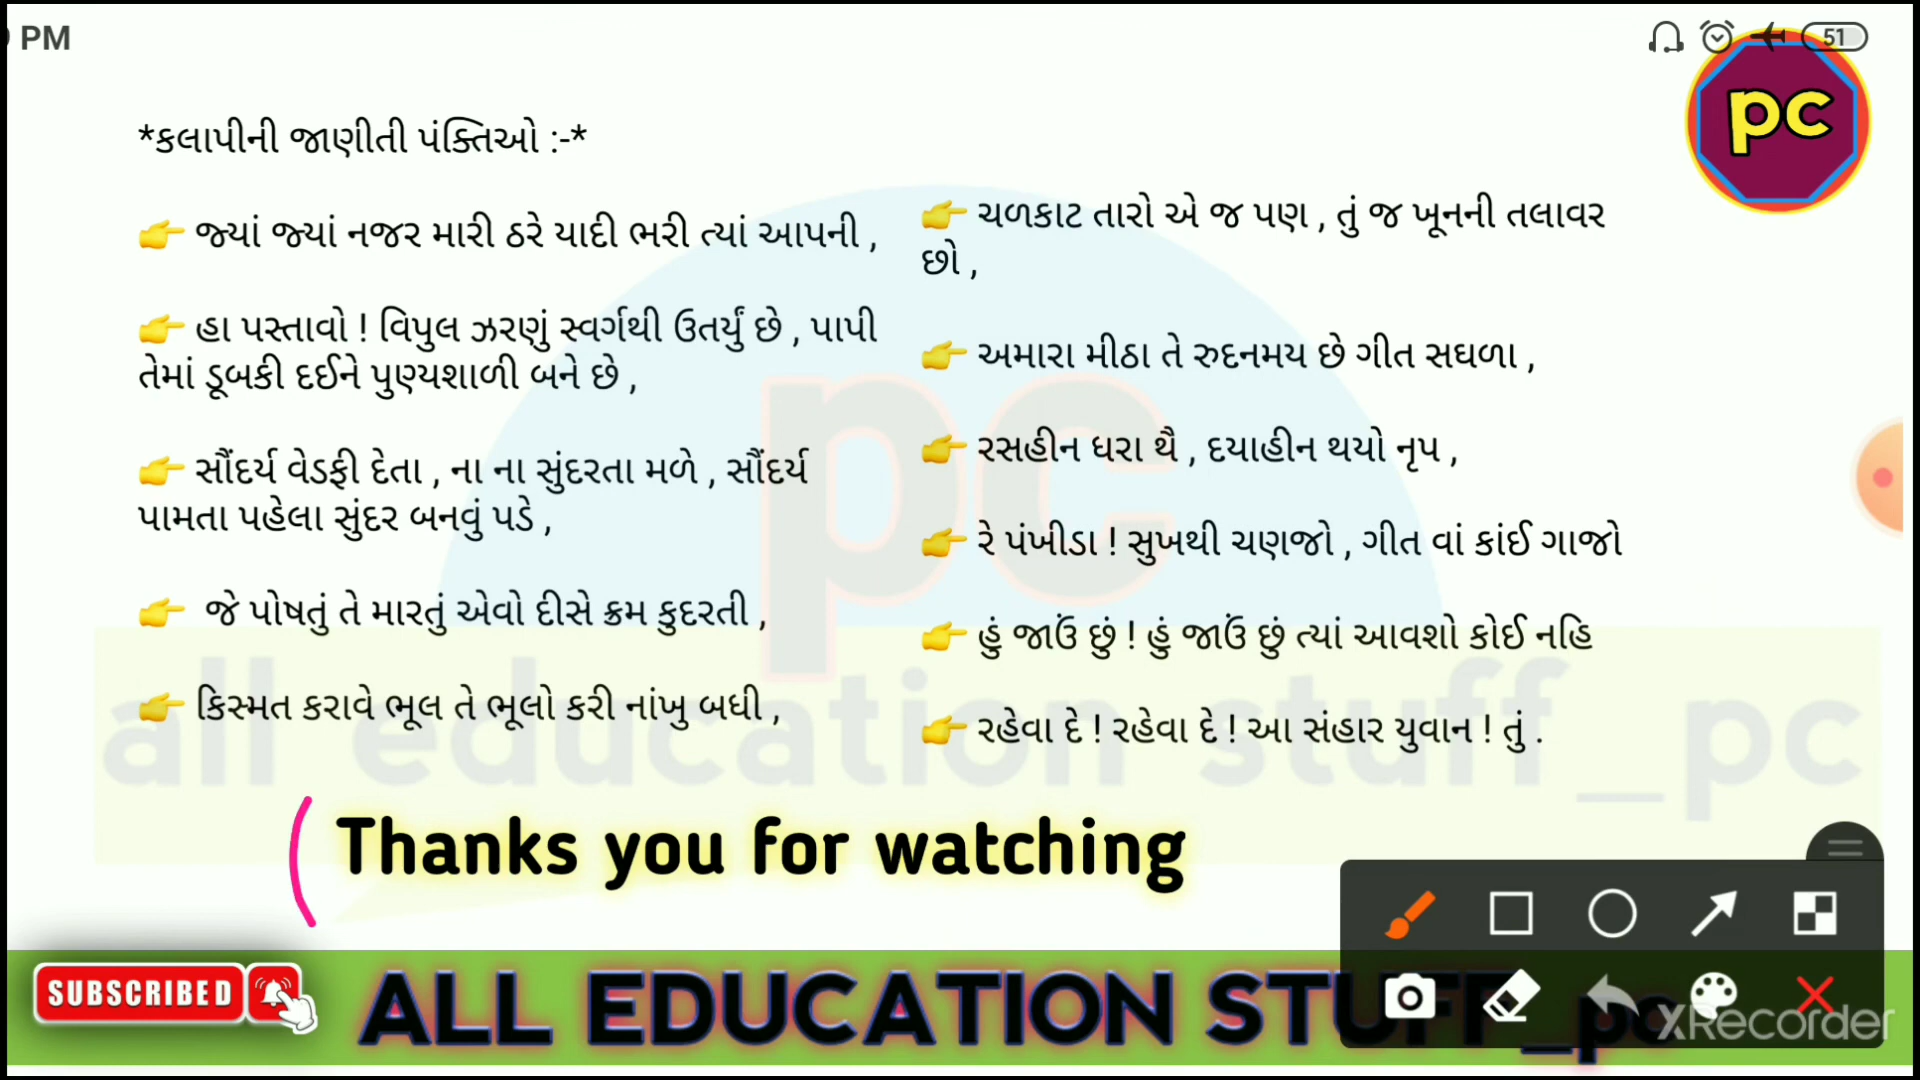 PM
51
pc
*કલાપીની જાણીતી પંક્તિઓ :-*
👉 જ્યાં જ્યાં નજર મારી ઠરે યાદી ભરી ત્યાં આપની ,
👉 હા પસ્તાવો ! વિપુલ ઝરણું સ્વર્ગથી ઉતર્યું છે , પાપી
તેમાં ડૂબકી દઈને પુણ્યશાળી બને છે ,
👉 સૌંદર્ય વેડફી દેતા , ના ના સુંદરતા મળે , સૌંદર્ય
પામતા પહેલા સુંદર બનવું પડે ,
👉 જે પોષતું તે મારતું એવો દીસે ક્રમ કુદરતી ,
👉 કિસ્મત કરાવે ભૂલ તે ભૂલો કરી નાંખુ બધી ,
👉 ચળકાટ તારો એ જ પણ , તું જ ખૂનની તલાવર
છો ,
👉 અમારા મીઠા તે રુદનમય છે ગીત સઘળા ,
👉 રસહીન ધરા થૈ , દયાહીન થયો નૃપ ,
👉 રે પંખીડા ! સુખથી ચણજો , ગીત વાં કાંઈ ગાજો
👉 હું જાઉં છું ! હું જાઉં છું ત્યાં આવશો કોઈ નહિ
👉 રહેવા દે ! રહેવા દે ! આ સંહાર યુવાન ! તું .
pc
all education stuff_pc
Thanks you for watching
SUBSCRIBED
ALL EDUCATION STUFF_pc
XRecorder